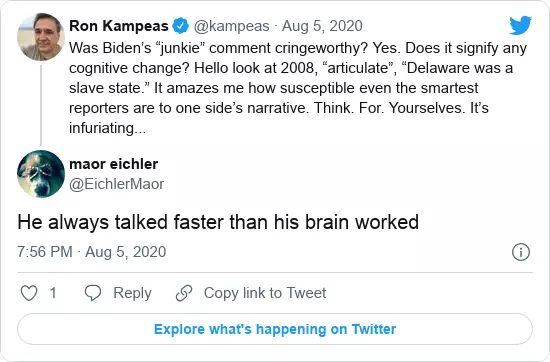 Ron Kampeas @kampeas · Aug 5, 2020
Was Biden’s “junkie” comment cringeworthy? Yes. Does it signify any
cognitive change? Hello look at 2008, “articulate”, “Delaware was a
slave state.” It amazes me how susceptible even the smartest
reporters are to one side’s narrative. Think. For. Yourselves. It’s
infuriating...
maor eichler
@EichlerMaor
He always talked faster than his brain worked
7:56 PM · Aug 5, 2020
1 Reply Copy link to Tweet
Explore what's happening on Twitter